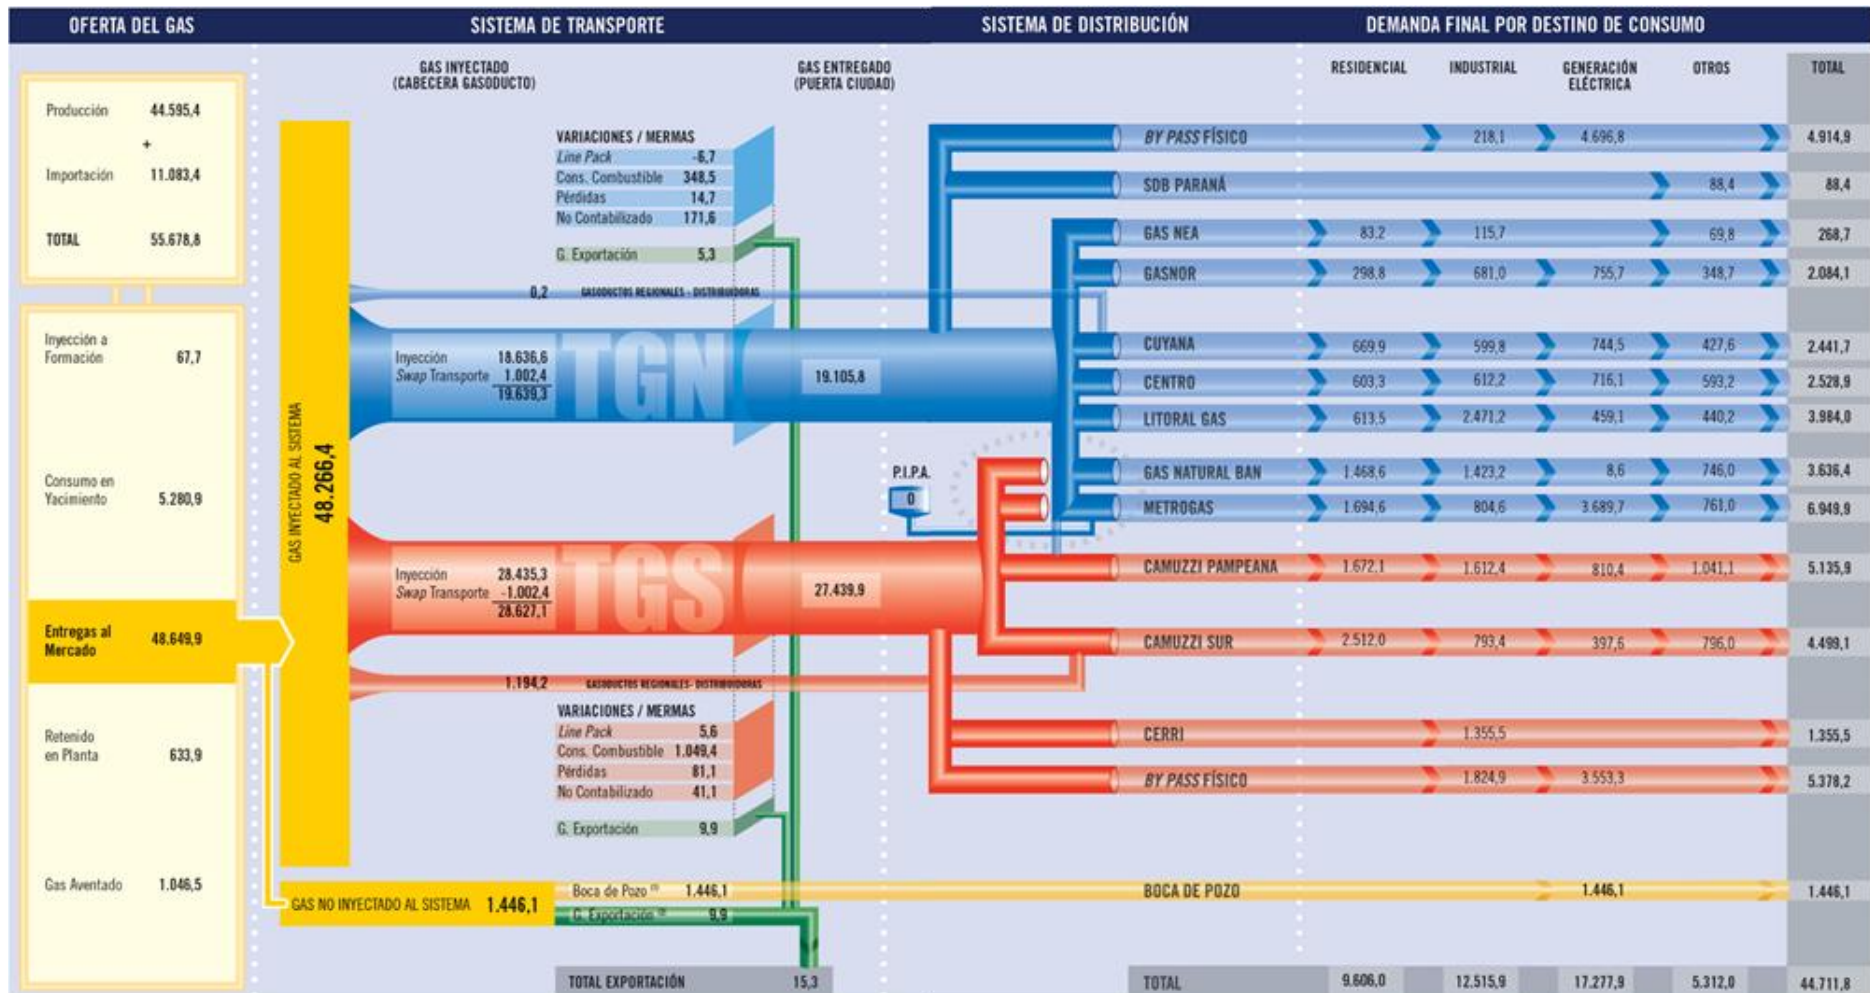 OFERTA DEL GAS
SISTEMA DE TRANSPORTE
SISTEMA DE DISTRIBUCIÓN
DEMANDA FINAL POR DESTINO DE CONSUMO
GAS INYECTADO
(CABECERA GASODUCTO)
GAS ENTREGADO
(PUERTA CIUDAD)
RESIDENCIAL INDUSTRIAL GENERACIÓN ELÉCTRICA OTROS TOTAL
Producción 44.595,4
+
Importación 11.083,4
TOTAL 55.678,8
Inyección a
Formación 67,7
Consumo en
Yacimiento 5.280,9
Entregas al
Mercado 48.649,9
Retenido
en Planta 633,9
Gas Aventado 1.046,5
GAS INYECTADO AL SISTEMA
48.266,4
VARIACIONES / MERMAS
Line Pack -6,7
Cons. Combustible 348,5
Pérdidas 14,7
No Contabilizado 171,6
G. Exportación 5,3
0,2 GASODUCTOS REGIONALES - DISTRIBUIDORAS
Inyección 18.636,6
Swap Transporte 1.002,4
19.639,3
TGN
19.105,8
P.I.P.A.
0
Inyección 28.435,3
Swap Transporte -1.002,4
28.627,1
TGS
27.439,9
1.194,2 GASODUCTOS REGIONALES- DISTRIBUIDORAS
VARIACIONES / MERMAS
Line Pack 5,6
Cons. Combustible 1.049,4
Pérdidas 81,1
No Contabilizado 41,1
G. Exportación 9,9
GAS NO INYECTADO AL SISTEMA 1.446,1
Boca de Pozo (1) 1.446,1
G. Exportación (2) 9,9
TOTAL EXPORTACIÓN 15,3
BY PASS FÍSICO 218,1 4.696,8 4.914,9
SDB PARANÁ 88,4 88,4
GAS NEA 83,2 115,7 69,8 268,7
GASNOR 298,8 681,0 755,7 348,7 2.084,1
CUYANA 669,9 599,8 744,5 427,6 2.441,7
CENTRO 603,3 612,2 716,1 593,2 2.528,9
LITORAL GAS 613,5 2.471,2 459,1 440,2 3.984,0
GAS NATURAL BAN 1.468,6 1.423,2 8,6 746,0 3.636,4
METROGAS 1.694,6 804,6 3.689,7 761,0 6.949,9
CAMUZZI PAMPEANA 1.672,1 1.612,4 810,4 1.041,1 5.135,9
CAMUZZI SUR 2.512,0 793,4 397,6 796,0 4.499,1
CERRI 1.355,5 1.355,5
BY PASS FÍSICO 1.824,9 3.553,3 5.378,2
BOCA DE POZO 1.446,1 1.446,1
TOTAL 9.606,0 12.515,9 17.277,9 5.312,0 44.711,8